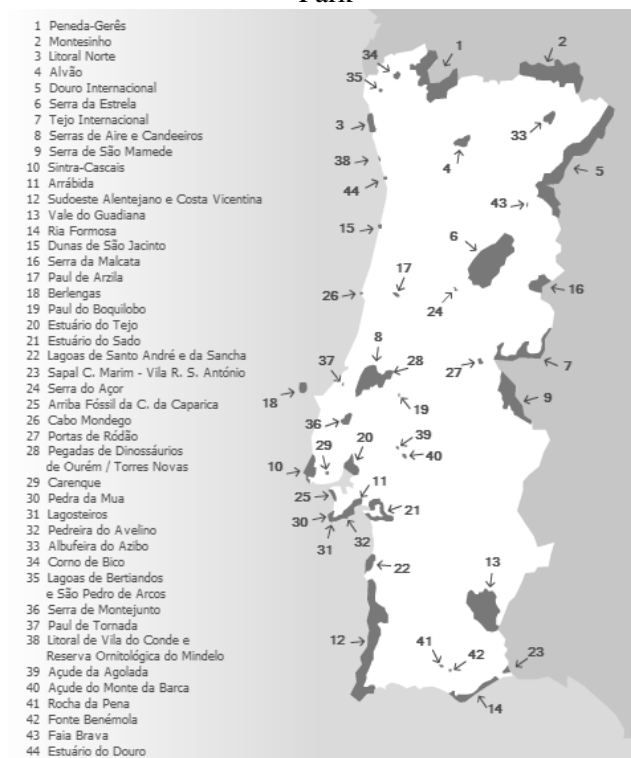 Park
1 Peneda-Gerês
2 Montesinho
3 Litoral Norte
4 Alvão
5 Douro Internacional
6 Serra da Estrela
7 Tejo Internacional
8 Serras de Aire e Candeeiros
9 Serra de São Mamede
10 Sintra-Cascais
11 Arrábida
12 Sudoeste Alentejano e Costa Vicentina
13 Vale do Guadiana
14 Ria Formosa
15 Dunas de São Jacinto
16 Serra da Malcata
17 Paul de Arzila
18 Berlengas
19 Paul do Boquilobo
20 Estuário do Tejo
21 Estuário do Sado
22 Lagoas de Santo André e da Sancha
23 Sapal C. Marim - Vila R. S. António
24 Serra do Açor
25 Arriba Fóssil da C. da Caparica
26 Cabo Mondego
27 Portas de Ródão
28 Pegadas de Dinossáurios
de Ourém / Torres Novas
29 Carenque
30 Pedra da Mua
31 Lagosteiros
32 Pedreira do Avelino
33 Albufeira do Azibo
34 Corno de Bico
35 Lagoas de Bertiandos
e São Pedro de Arcos
36 Serra de Montejunto
37 Paul de Tornada
38 Litoral de Vila do Conde e
Reserva Ornitológica do Mindelo
39 Açude da Agolada
40 Açude do Monte da Barca
41 Rocha da Pena
42 Fonte Benémola
43 Faia Brava
44 Estuário do Douro
34
1
2
35
3
33
38
4
5
44
43
15
6
17
26
24
16
8
37
28
27
7
18
19
9
36
29
20
39
10
40
11
25
21
30
31
32
22
13
12
41
42
23
14